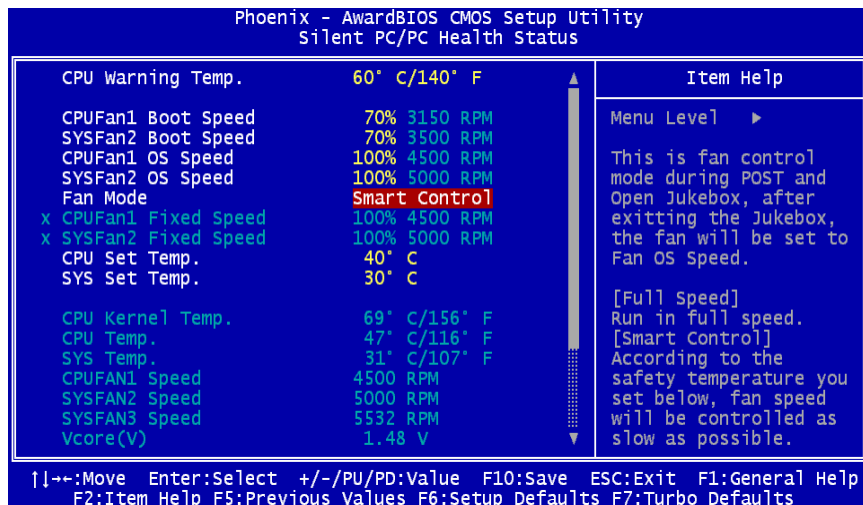 Phoenix - AwardBIOS CMOS Setup Utility
Silent PC/PC Health Status
CPU Warning Temp. 60° C/140° F
CPUFan1 Boot Speed 70% 3150 RPM
SYSFan2 Boot Speed 70% 3500 RPM
CPUFan1 OS Speed 100% 4500 RPM
SYSFan2 OS Speed 100% 5000 RPM
Fan Mode Smart Control
x CPUFan1 Fixed Speed 100% 4500 RPM
x SYSFan2 Fixed Speed 100% 5000 RPM
CPU Set Temp. 40° C
SYS Set Temp. 30° C
CPU Kernel Temp. 69° C/156° F
CPU Temp. 47° C/116° F
SYS Temp. 31° C/107° F
CPUFAN1 Speed 4500 RPM
SYSFAN2 Speed 5000 RPM
SYSFAN3 Speed 5532 RPM
Vcore(V) 1.48 V
Item Help
Menu Level ▶
This is fan control
mode during POST and
Open Jukebox, after
exitting the Jukebox,
the fan will be set to
Fan OS Speed.
[Full Speed]
Run in full speed.
[Smart Control]
According to the
safety temperature you
set below, fan speed
will be controlled as
slow as possible.
↑↓→←:Move Enter:Select +/-/PU/PD:Value F10:Save ESC:Exit F1:General Help
F2:Item Help F5:Previous Values F6:Setup Defaults F7:Turbo Defaults